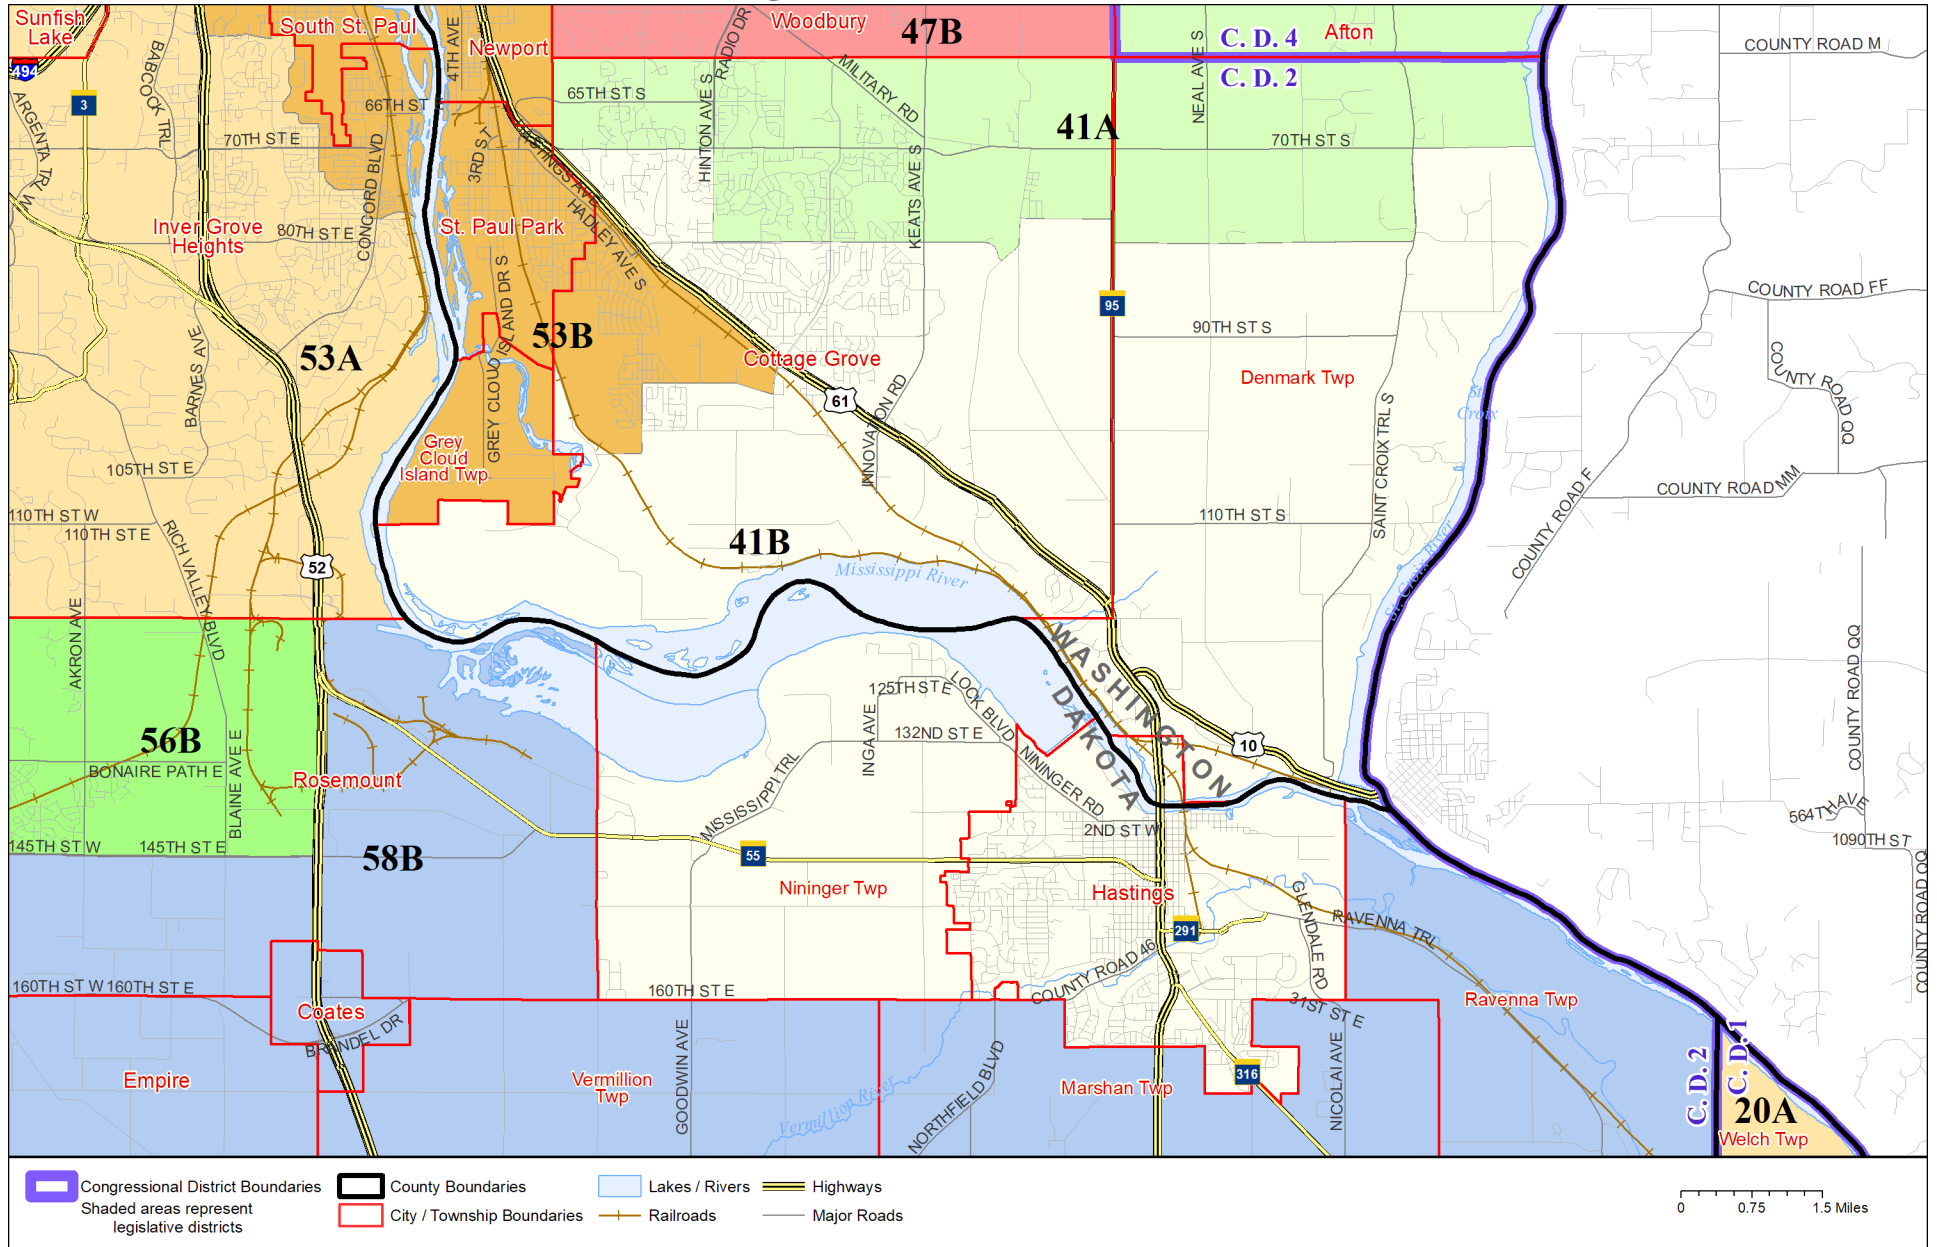 Sunfish
Lake
South St. Paul
Newport
Woodbury
47B
C. D. 4
Afton
C. D. 2
COUNTY ROAD M
494
3
BABCOCK TRL
ARGENTA TRL W
4TH AVE
66TH ST
70TH ST E
3RD ST
HASTINGS AVE
HADLEY AVE S
65TH ST S
RADIO DR
HINTON AVE S
MILITARY RD
KEATS AVE S
41A
NEAL AVE S
70TH ST S
CONCORD BLVD
Inver Grove
Heights
80TH ST E
St. Paul Park
GREY CLOUD ISLAND DR S
53B
53A
BARNES AVE
Cottage Grove
61
INNOVATION RD
95
90TH ST S
Denmark Twp
SAINT CROIX TRL S
St.
Croix
St. Croix River
COUNTY ROAD FF
COUNTY ROAD QQ
COUNTY ROAD MM
COUNTY ROAD F
Grey
Cloud
Island Twp
105TH ST E
110TH ST W
110TH ST E
RICH VALLEY BLVD
52
41B
Mississippi River
110TH ST S
AKRON AVE
56B
BONAIRE PATH E
BLAINE AVE E
Rosemount
145TH ST W
145TH ST E
58B
125TH ST E
LOCK BLVD
INGA AVE
132ND ST E
MISSISSIPPI TRL
NININGER RD
WASHINGTON
DAKOTA
10
2ND ST W
55
Nininger Twp
Hastings
291
GLENDALE RD
RAVENNA TRL
COUNTY ROAD 46
COUNTY ROAD QQ
564TH AVE
1090TH ST
COUNTY ROAD QQ
160TH ST W
160TH ST E
Coates
BRANDEL DR
160TH ST E
31ST ST E
Ravenna Twp
Empire
Vermillion
Twp
GOODWIN AVE
Vermillion River
NORTHFIELD BLVD
Marshan Twp
316
NICOLAI AVE
C. D. 2
C. D. 1
20A
Welch Twp
Congressional District Boundaries
Shaded areas represent
legislative districts
County Boundaries
City / Township Boundaries
Lakes / Rivers
Railroads
Highways
Major Roads
0 0.75 1.5 Miles